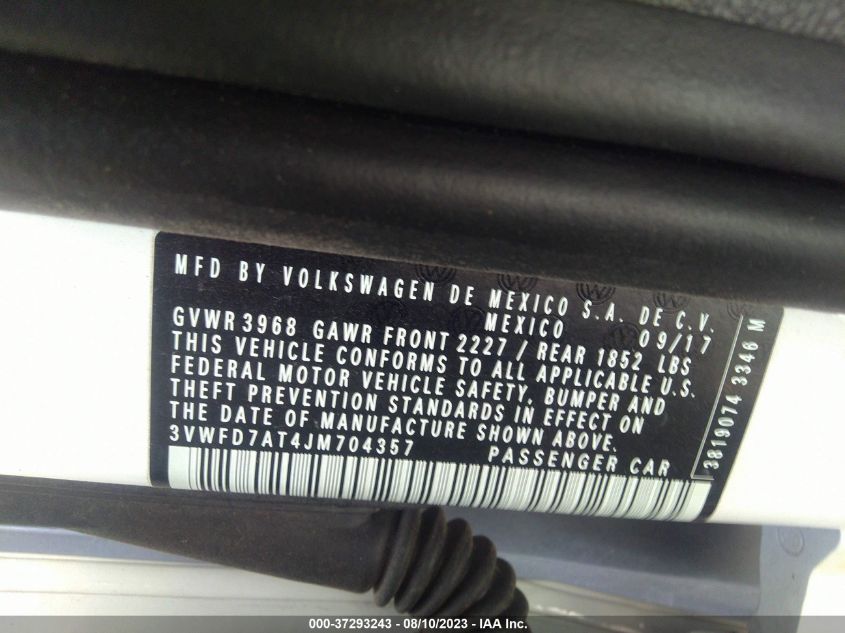 MFD BY VOLKSWAGEN DE MEXICO S.A. DE C.V.
MEXICO 09/17
GVWR 3968 GAWR FRONT 2227 / REAR 1852 LBS
THIS VEHICLE CONFORMS TO ALL APPLICABLE U.S.
FEDERAL MOTOR VEHICLE SAFETY, BUMPER AND
THEFT PREVENTION STANDARDS IN EFFECT ON
THE DATE OF MANUFACTURE SHOWN ABOVE.
3VWFD7AT4JM704357 PASSENGER CAR
3819074 3346 M
000-37293243 - 08/10/2023 - IAA Inc.